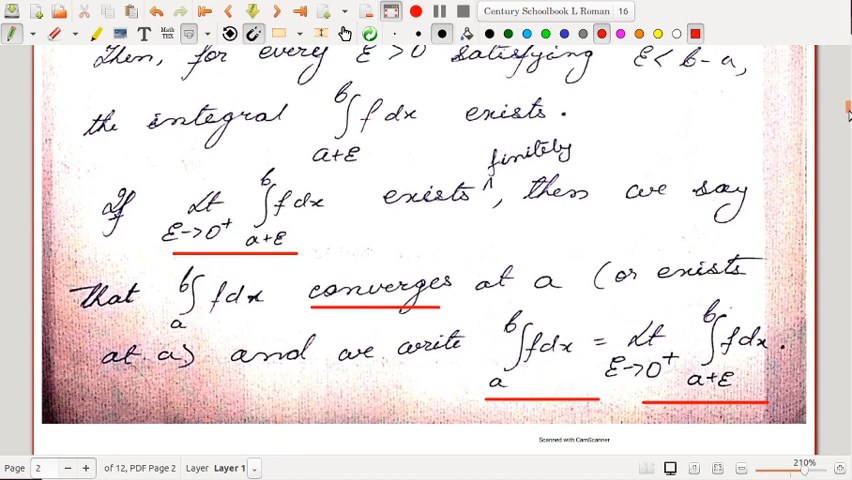 Century Schoolbook L Roman 16
Then, for every ε > 0 satisfying ε < b - a,
the integral ∫_{a+ε}^{b} f dx exists.
If Lt_{ε→0⁺} ∫_{a+ε}^{b} f dx exists ^ finitely, then we say
that ∫_{a}^{b} f dx converges at a (or exists
at a) and we write ∫_{a}^{b} f dx = Lt_{ε→0⁺} ∫_{a+ε}^{b} f dx.
Scanned with CamScanner
Page 2 of 12, PDF Page 2 Layer Layer 1 210%